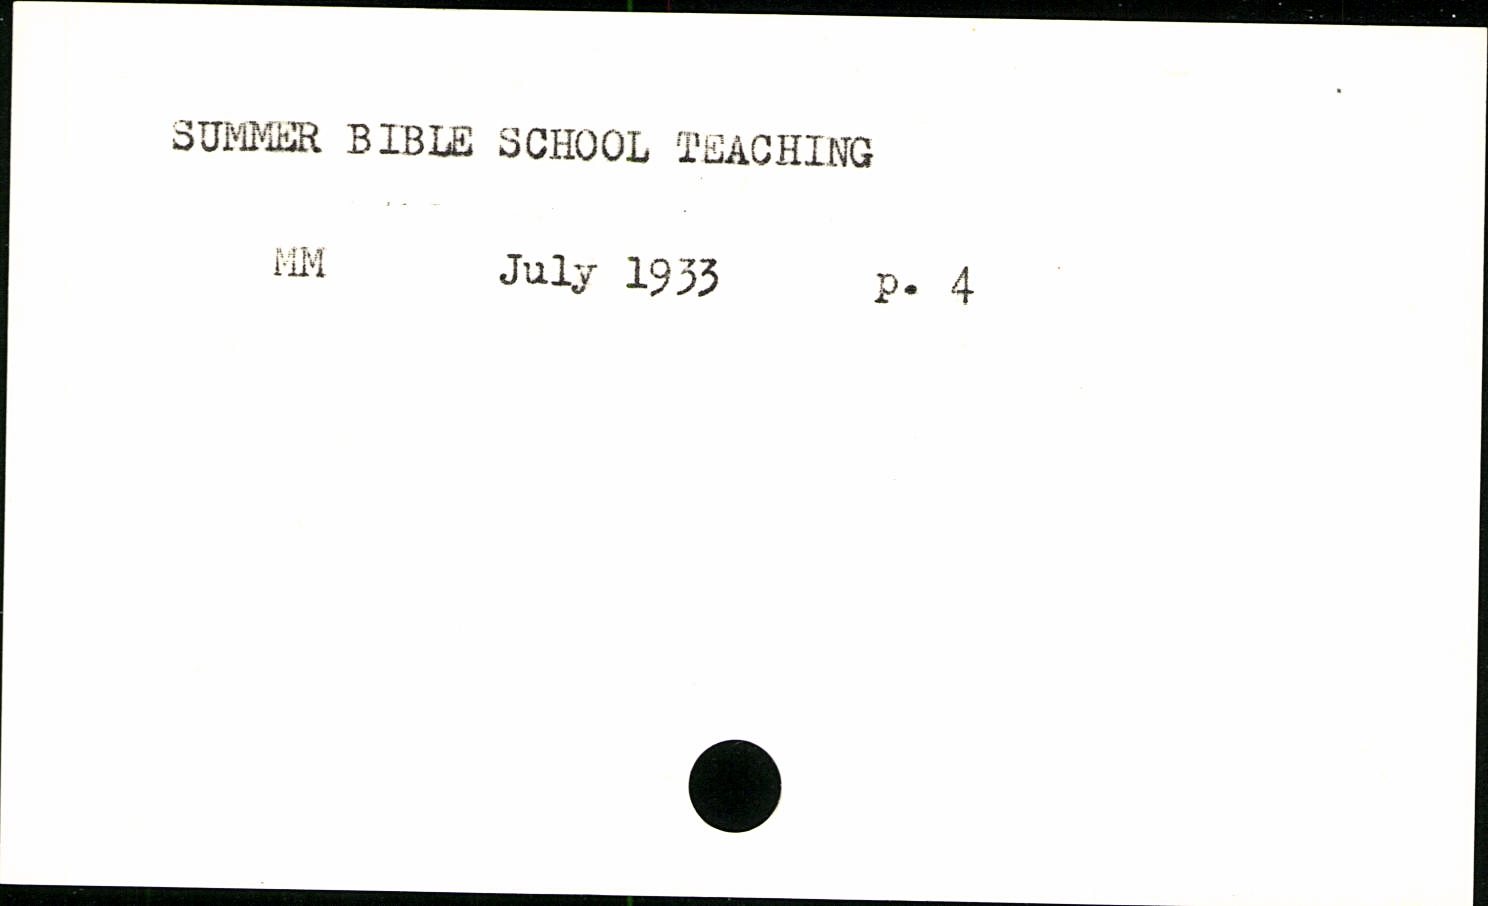 SUMMER BIBLE SCHOOL TEACHING
MM July 1933 p. 4